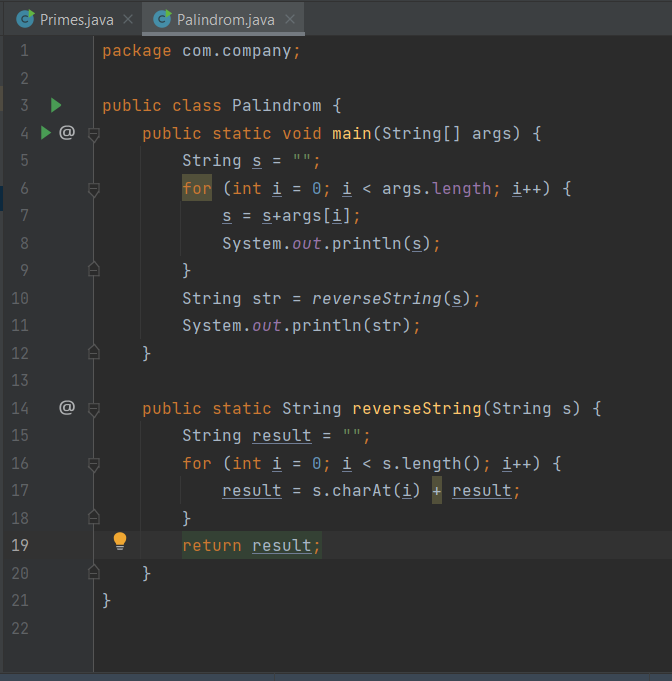 Primes.java × Palindrom.java ×
1 package com.company;
2
3 public class Palindrom {
4 @ public static void main(String[] args) {
5 String s = "";
6 for (int i = 0; i < args.length; i++) {
7 s = s+args[i];
8 System.out.println(s);
9 }
10 String str = reverseString(s);
11 System.out.println(str);
12 }
13
14 @ public static String reverseString(String s) {
15 String result = "";
16 for (int i = 0; i < s.length(); i++) {
17 result = s.charAt(i) + result;
18 }
19 return result;
20 }
21 }
22